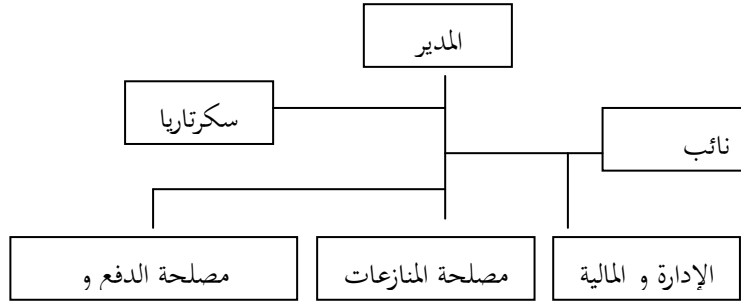 المدير
سكرتاريا
نائب
الإدارة و المالية
مصلحة المنازعات
مصلحة الدفع و